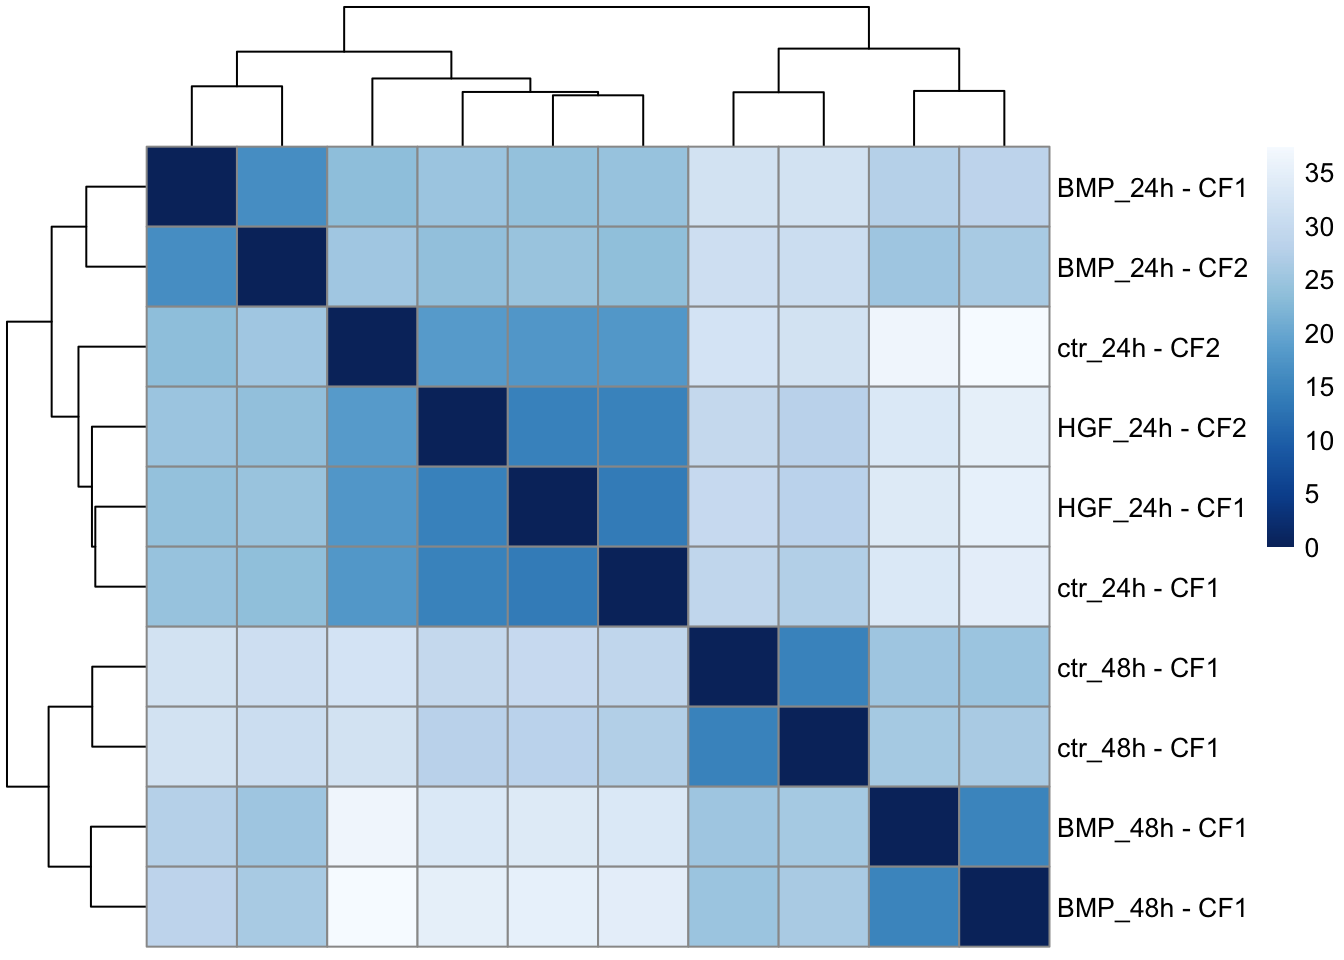 BMP_24h - CF1
BMP_24h - CF2
ctr_24h - CF2
HGF_24h - CF2
HGF_24h - CF1
ctr_24h - CF1
ctr_48h - CF1
ctr_48h - CF1
BMP_48h - CF1
BMP_48h - CF1
35
30
25
20
15
10
5
0